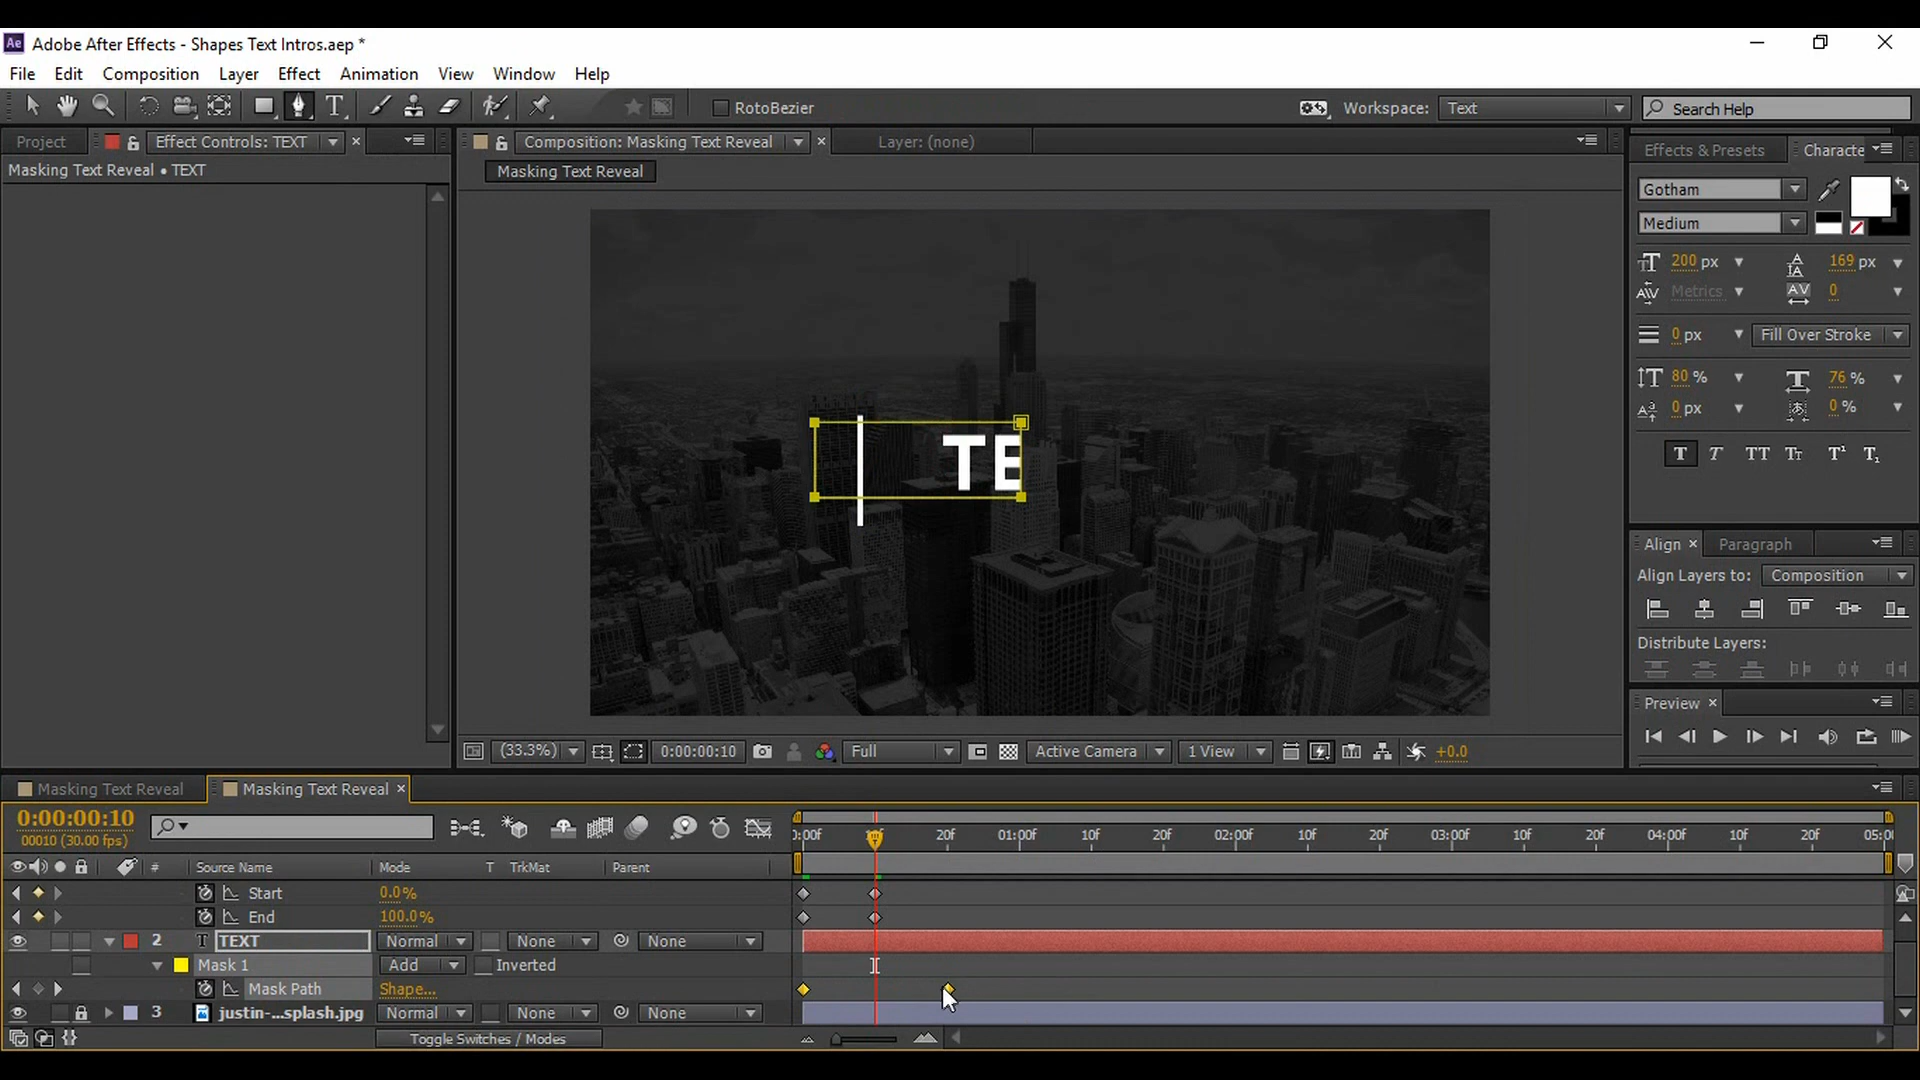 Ae Adobe After Effects - Shapes Text Intros.aep *
File Edit Composition Layer Effect Animation View Window Help
T RotoBezier Workspace: Text Search Help
Project Effect Controls: TEXT × Composition: Masking Text Reveal × Layer: (none) Effects & Presets Characte
Masking Text Reveal • TEXT
Masking Text Reveal
Gotham
Medium
200 px 169 px
Metrics 0
0 px Fill Over Stroke
80 % 76 %
0 px 0 %
T T TT Tt T¹ T₁
TE
Align × Paragraph
Align Layers to: Composition
Distribute Layers:
Preview ×
(33.3%) 0:00:00:10 Full Active Camera 1 View +0.0
Masking Text Reveal Masking Text Reveal ×
0:00:00:10
00010 (30.00 fps)
):00f 20f 01:00f 10f 20f 02:00f 10f 20f 03:00f 10f 20f 04:00f 10f 20f 05:00
# Source Name Mode T TrkMat Parent
Start 0.0%
End 100.0%
2 T TEXT Normal None None
Mask 1 Add Inverted
Mask Path Shape...
3 justin-...splash.jpg Normal None None
Toggle Switches / Modes